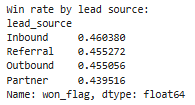 Win rate by lead source:
lead_source
Inbound     0.460380
Referral    0.455272
Outbound    0.455056
Partner     0.439516
Name: won_flag, dtype: float64